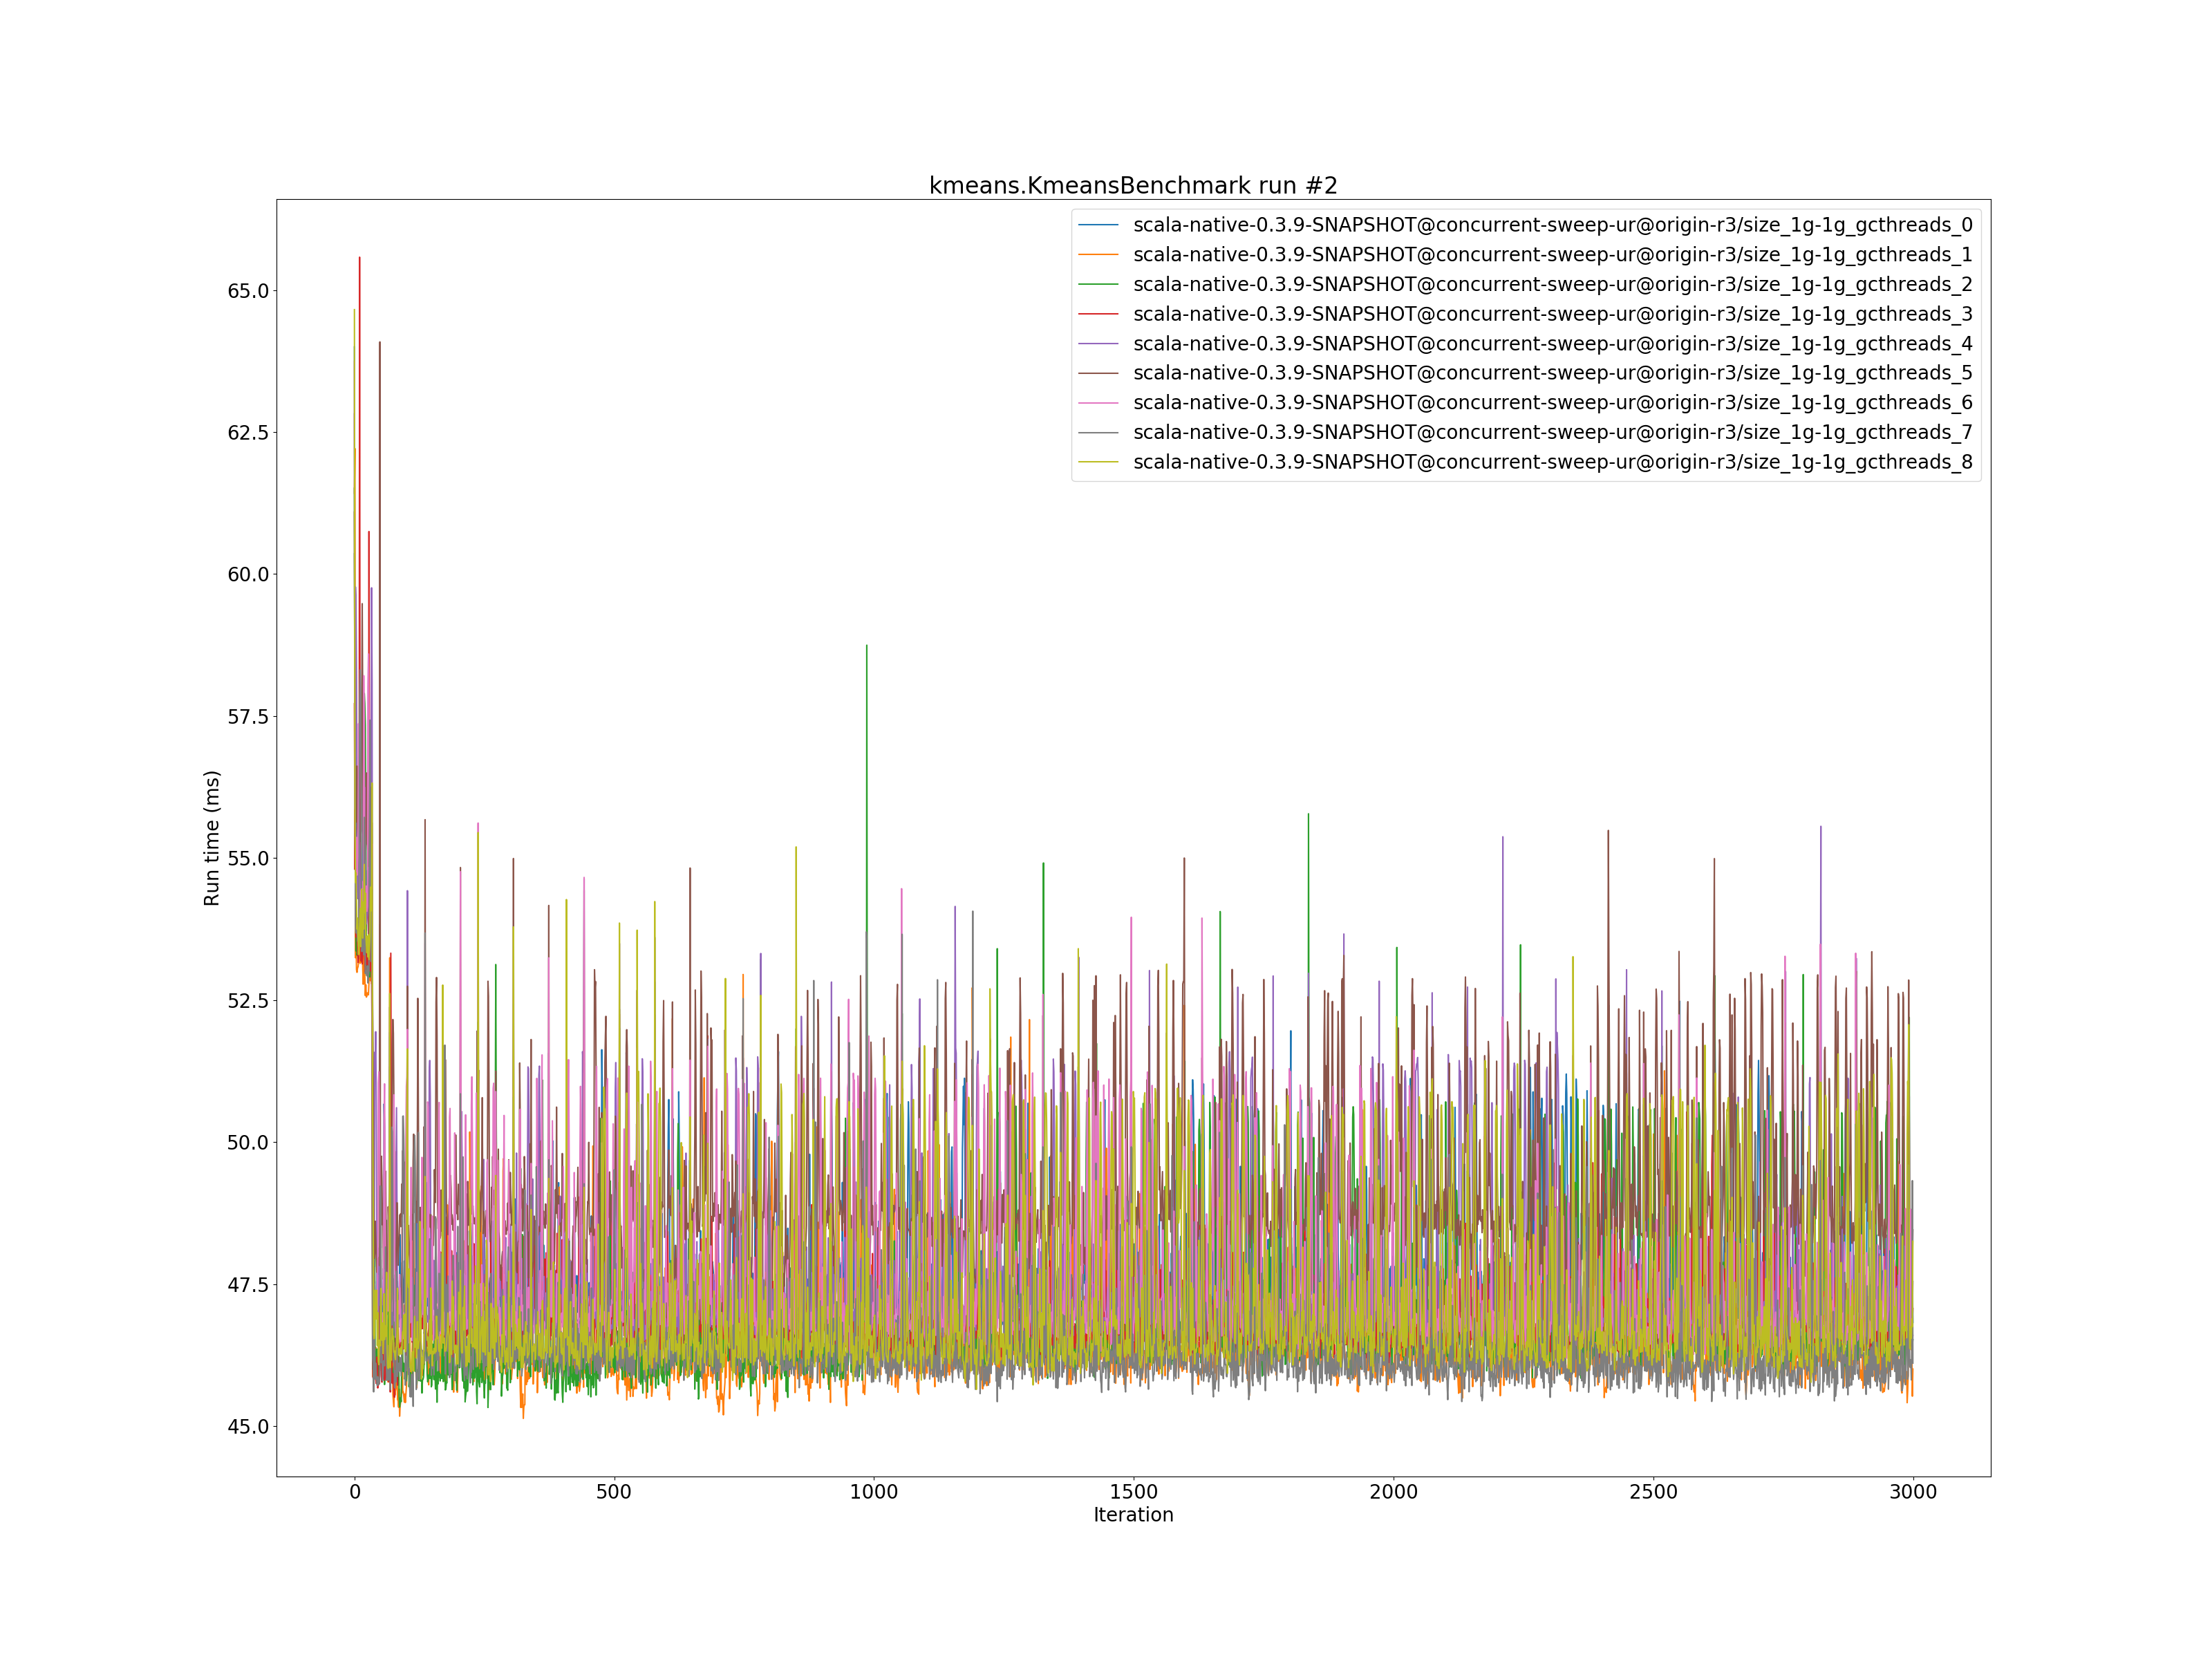 kmeans.KmeansBenchmark run #2
scala-native-0.3.9-SNAPSHOT@concurrent-sweep-ur@origin-r3/size_1g-1g_gcthreads_0
scala-native-0.3.9-SNAPSHOT@concurrent-sweep-ur@origin-r3/size_1g-1g_gcthreads_1
scala-native-0.3.9-SNAPSHOT@concurrent-sweep-ur@origin-r3/size_1g-1g_gcthreads_2
scala-native-0.3.9-SNAPSHOT@concurrent-sweep-ur@origin-r3/size_1g-1g_gcthreads_3
scala-native-0.3.9-SNAPSHOT@concurrent-sweep-ur@origin-r3/size_1g-1g_gcthreads_4
scala-native-0.3.9-SNAPSHOT@concurrent-sweep-ur@origin-r3/size_1g-1g_gcthreads_5
scala-native-0.3.9-SNAPSHOT@concurrent-sweep-ur@origin-r3/size_1g-1g_gcthreads_6
scala-native-0.3.9-SNAPSHOT@concurrent-sweep-ur@origin-r3/size_1g-1g_gcthreads_7
scala-native-0.3.9-SNAPSHOT@concurrent-sweep-ur@origin-r3/size_1g-1g_gcthreads_8
Run time (ms)
65.0
62.5
60.0
57.5
55.0
52.5
50.0
47.5
45.0
0 500 1000 1500 2000 2500 3000
Iteration